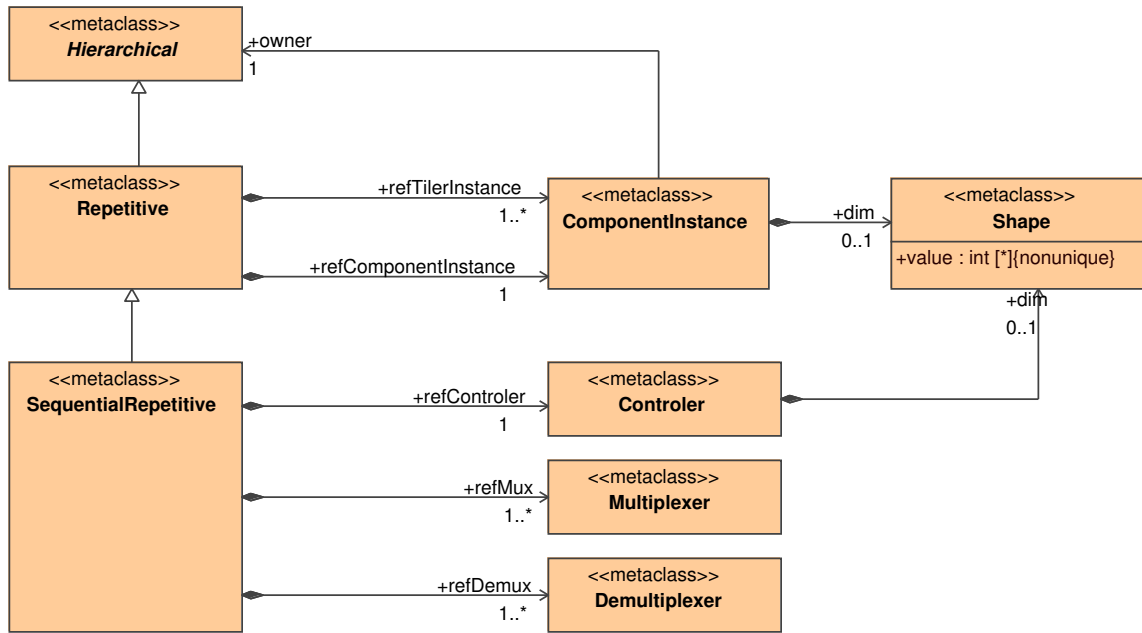 <<metaclass>>
Hierarchical
+owner
1
<<metaclass>>
Repetitive
+refTilerInstance
1..*
+refComponentInstance
1
<<metaclass>>
ComponentInstance
+dim
0..1
<<metaclass>>
Shape
+value : int [*]{nonunique}
+dim
0..1
<<metaclass>>
SequentialRepetitive
+refControler
1
<<metaclass>>
Controler
+refMux
1..*
<<metaclass>>
Multiplexer
+refDemux
1..*
<<metaclass>>
Demultiplexer